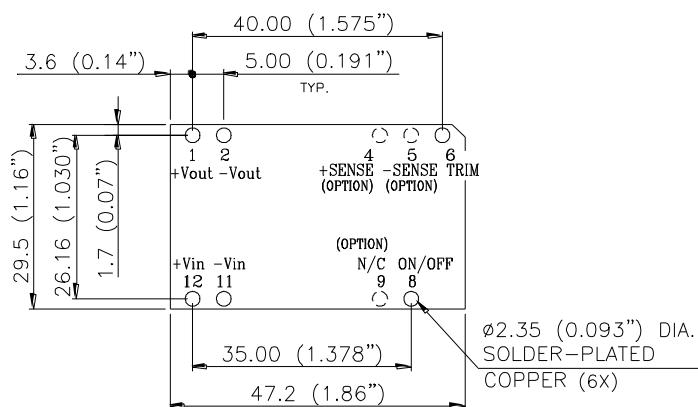 40.00 (1.575”)
3.6 (0.14”) 5.00 (0.191”)
TYP.
29.5 (1.16”)
26.16 (1.030”)
1.7 (0.07”)
1 2 4 5 6
+Vout -Vout +SENSE -SENSE TRIM
(OPTION) (OPTION)
(OPTION)
+Vin -Vin N/C ON/OFF
12 11 9 8
35.00 (1.378”)
47.2 (1.86”)
ø2.35 (0.093”) DIA.
SOLDER-PLATED
COPPER (6X)